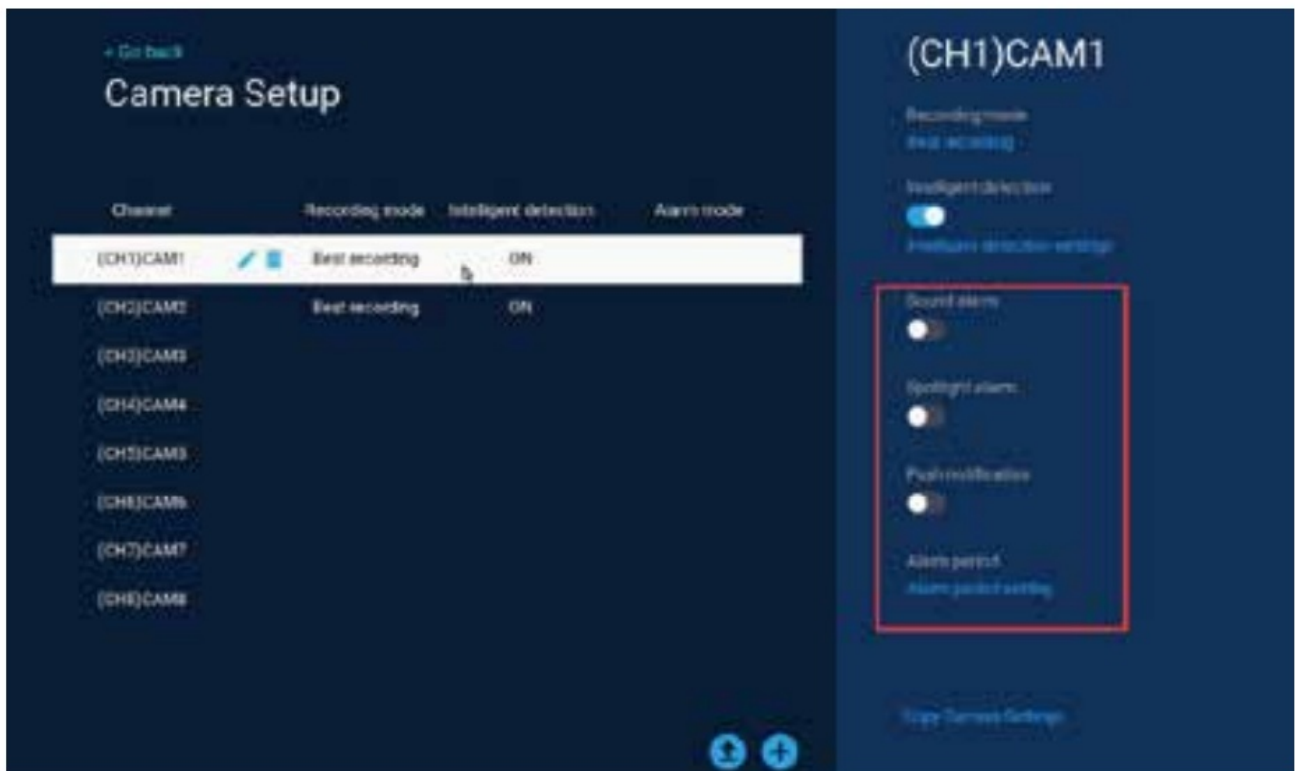 < Go back
Camera Setup
Channel Recording mode Intelligent detection Alarm mode
(CH1)CAM1 Best recording ON
(CH2)CAM2 Best recording ON
(CH3)CAM3
(CH4)CAM4
(CH5)CAM5
(CH6)CAM6
(CH7)CAM7
(CH8)CAM8
(CH1)CAM1
Recording mode
Best recording
Intelligent detection
Intelligent detection settings
Sound alarm
Spotlight alarm
Push notification
Alarm period
Alarm period setting
Copy Camera Settings